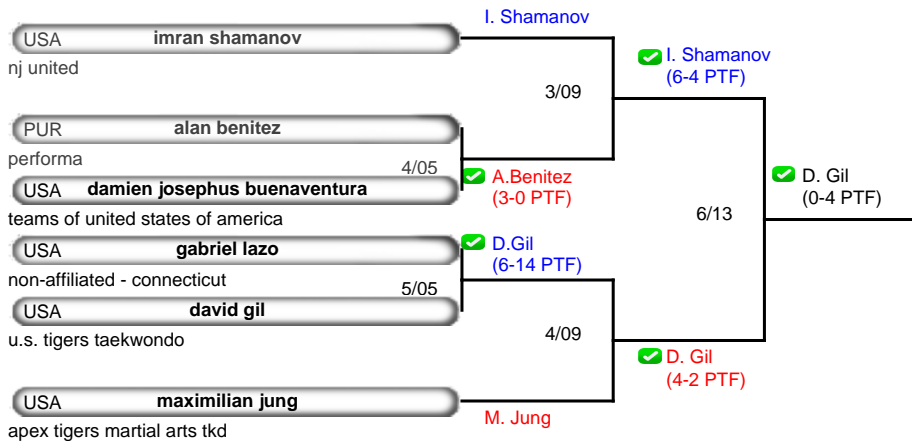 I. Shamanov
USA imran shamanov
nj united
I. Shamanov
(6-4 PTF)
3/09
PUR alan benitez
performa
4/05
A.Benitez
(3-0 PTF)
USA damien josephus buenaventura
teams of united states of america
D. Gil
(0-4 PTF)
6/13
USA gabriel lazo
non-affiliated - connecticut
D.Gil
(6-14 PTF)
5/05
USA david gil
u.s. tigers taekwondo
4/09
D. Gil
(4-2 PTF)
USA maximilian jung
M. Jung
apex tigers martial arts tkd